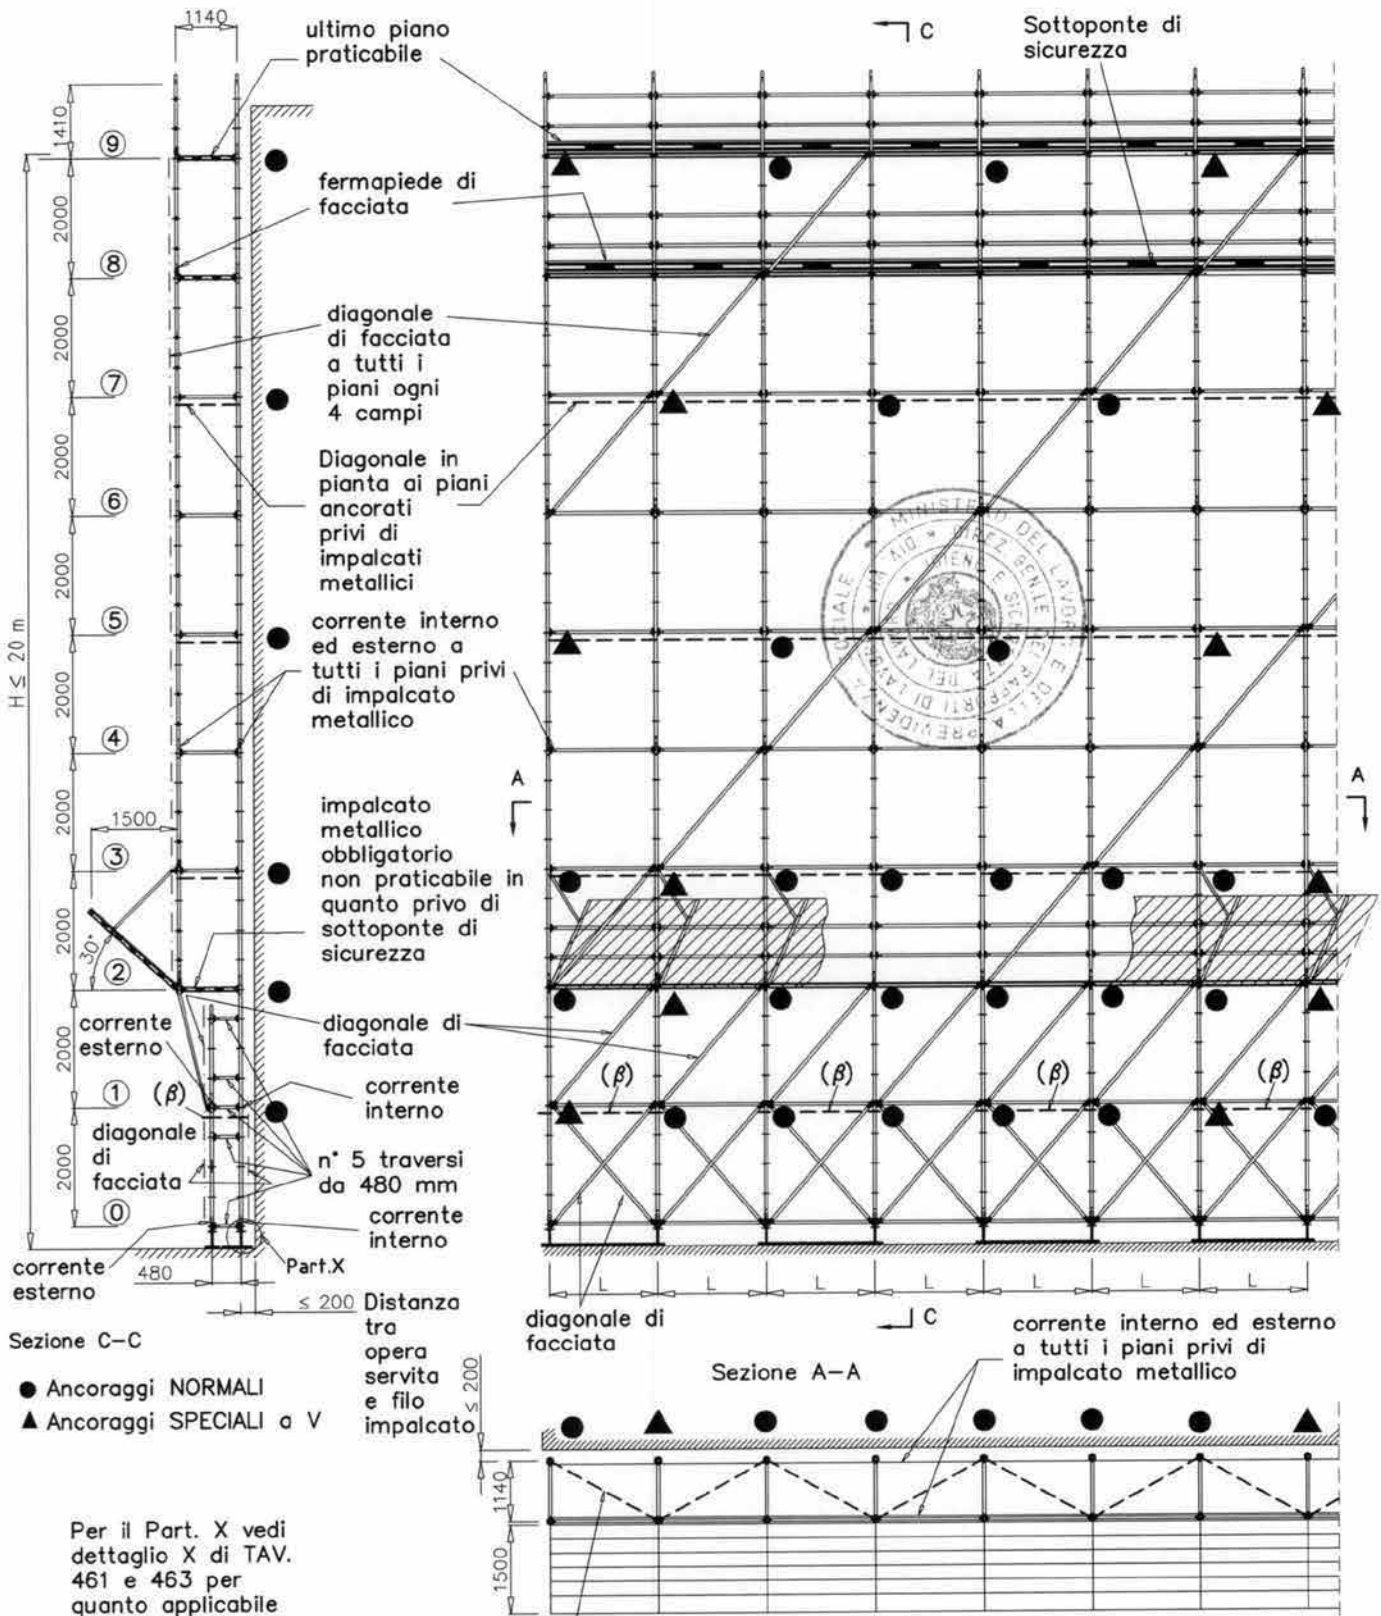 1140
ultimo piano
praticabile
C
Sottoponte di
sicurezza
1410
9
fermapiede di
facciata
2000
8
diagonale
di facciata
a tutti i
piani ogni
4 campi
2000
7
Diagonale in
pianta ai piani
ancorati
privi di
impalcati
metallici
2000
6
MINISTERO DEL LAVORO E DELLA PREVIDENZA SOCIALE
2000
5
corrente interno
ed esterno a
tutti i piani privi
di impalcato
metallico
H ≤ 20 m
2000
4
A
A
impalcato
metallico
obbligatorio
non praticabile in
quanto privo di
sottoponte di
sicurezza
1500
2000
3
30°
2000
2
corrente
esterno
diagonale di
facciata
2000
1
(β)
corrente
interno
(β)
(β)
(β)
(β)
diagonale
di
facciata
n° 5 traversi
da 480 mm
2000
0
corrente
interno
corrente
esterno
480
Part.X
≤ 200
Distanza
tra
opera
servita
e filo
impalcato
L
L
L
L
L
L
L
diagonale di
facciata
C
corrente interno ed esterno
a tutti i piani privi di
impalcato metallico
Sezione C-C
● Ancoraggi NORMALI
▲ Ancoraggi SPECIALI a V
Sezione A-A
≤ 200
1140
1500
Per il Part. X vedi
dettaglio X di TAV.
461 e 463 per
quanto applicabile